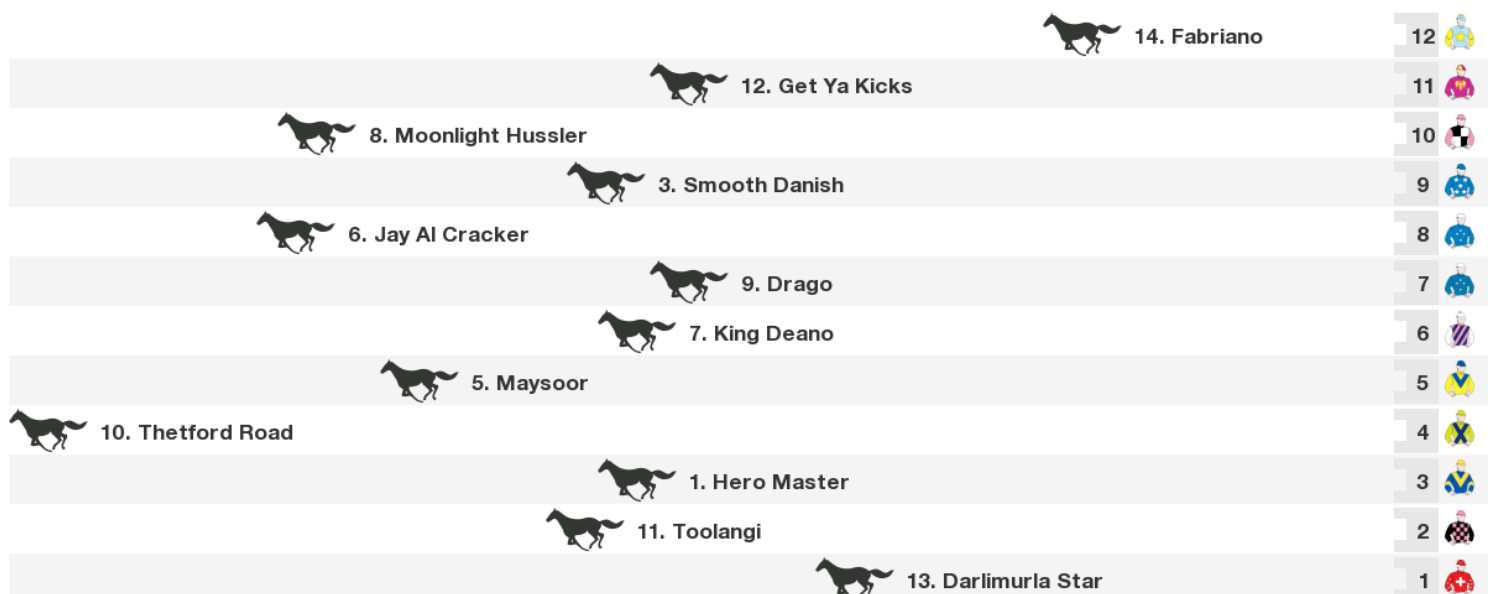 14. Fabriano 12
12. Get Ya Kicks 11
8. Moonlight Hussler 10
3. Smooth Danish 9
6. Jay Al Cracker 8
9. Drago 7
7. King Deano 6
5. Maysoor 5
10. Thetford Road 4
1. Hero Master 3
11. Toolangi 2
13. Darlimurla Star 1